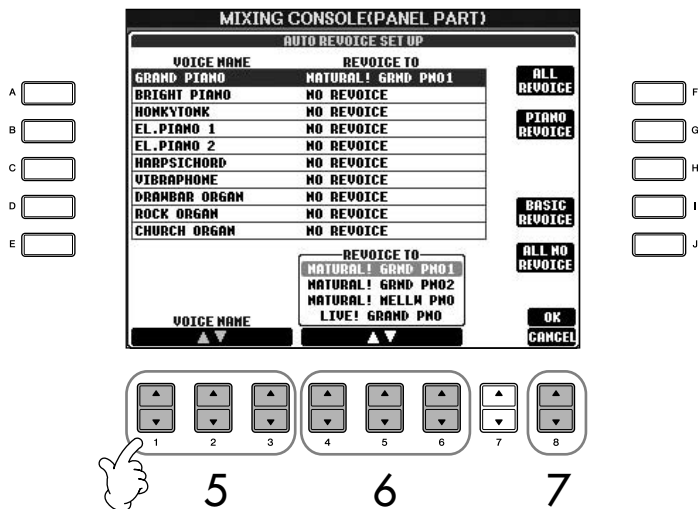 MIXING CONSOLE(PANEL PART)
AUTO REVOICE SET UP
VOICE NAME REVOICE TO
GRAND PIANO NATURAL! GRND PNO1
BRIGHT PIANO NO REVOICE
HONKYTONK NO REVOICE
EL.PIANO 1 NO REVOICE
EL.PIANO 2 NO REVOICE
HARPSICHORD NO REVOICE
VIBRAPHONE NO REVOICE
DRAWBAR ORGAN NO REVOICE
ROCK ORGAN NO REVOICE
CHURCH ORGAN NO REVOICE
ALL REVOICE
PIANO REVOICE
BASIC REVOICE
ALL NO REVOICE
REVOICE TO
NATURAL! GRND PNO1
NATURAL! GRND PNO2
NATURAL! MELLW PNO
LIVE! GRAND PNO
VOICE NAME
OK
CANCEL
A
B
C
D
E
F
G
H
I
J
1 2 3 4 5 6 7 8
5 6 7